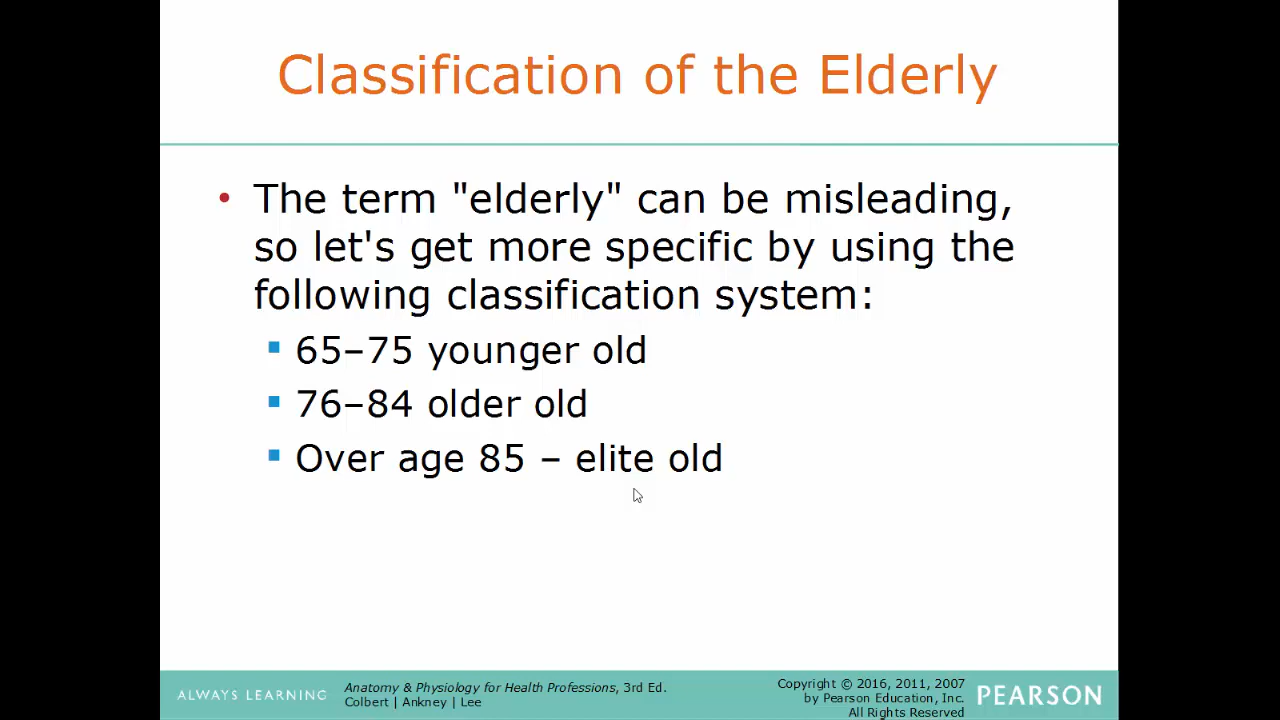 Classification of the Elderly
• The term "elderly" can be misleading,
so let's get more specific by using the
following classification system:
▪ 65–75 younger old
▪ 76–84 older old
▪ Over age 85 – elite old
ALWAYS LEARNING
Anatomy & Physiology for Health Professions, 3rd Ed.
Colbert | Ankney | Lee
Copyright © 2016, 2011, 2007
by Pearson Education, Inc.
All Rights Reserved
PEARSON